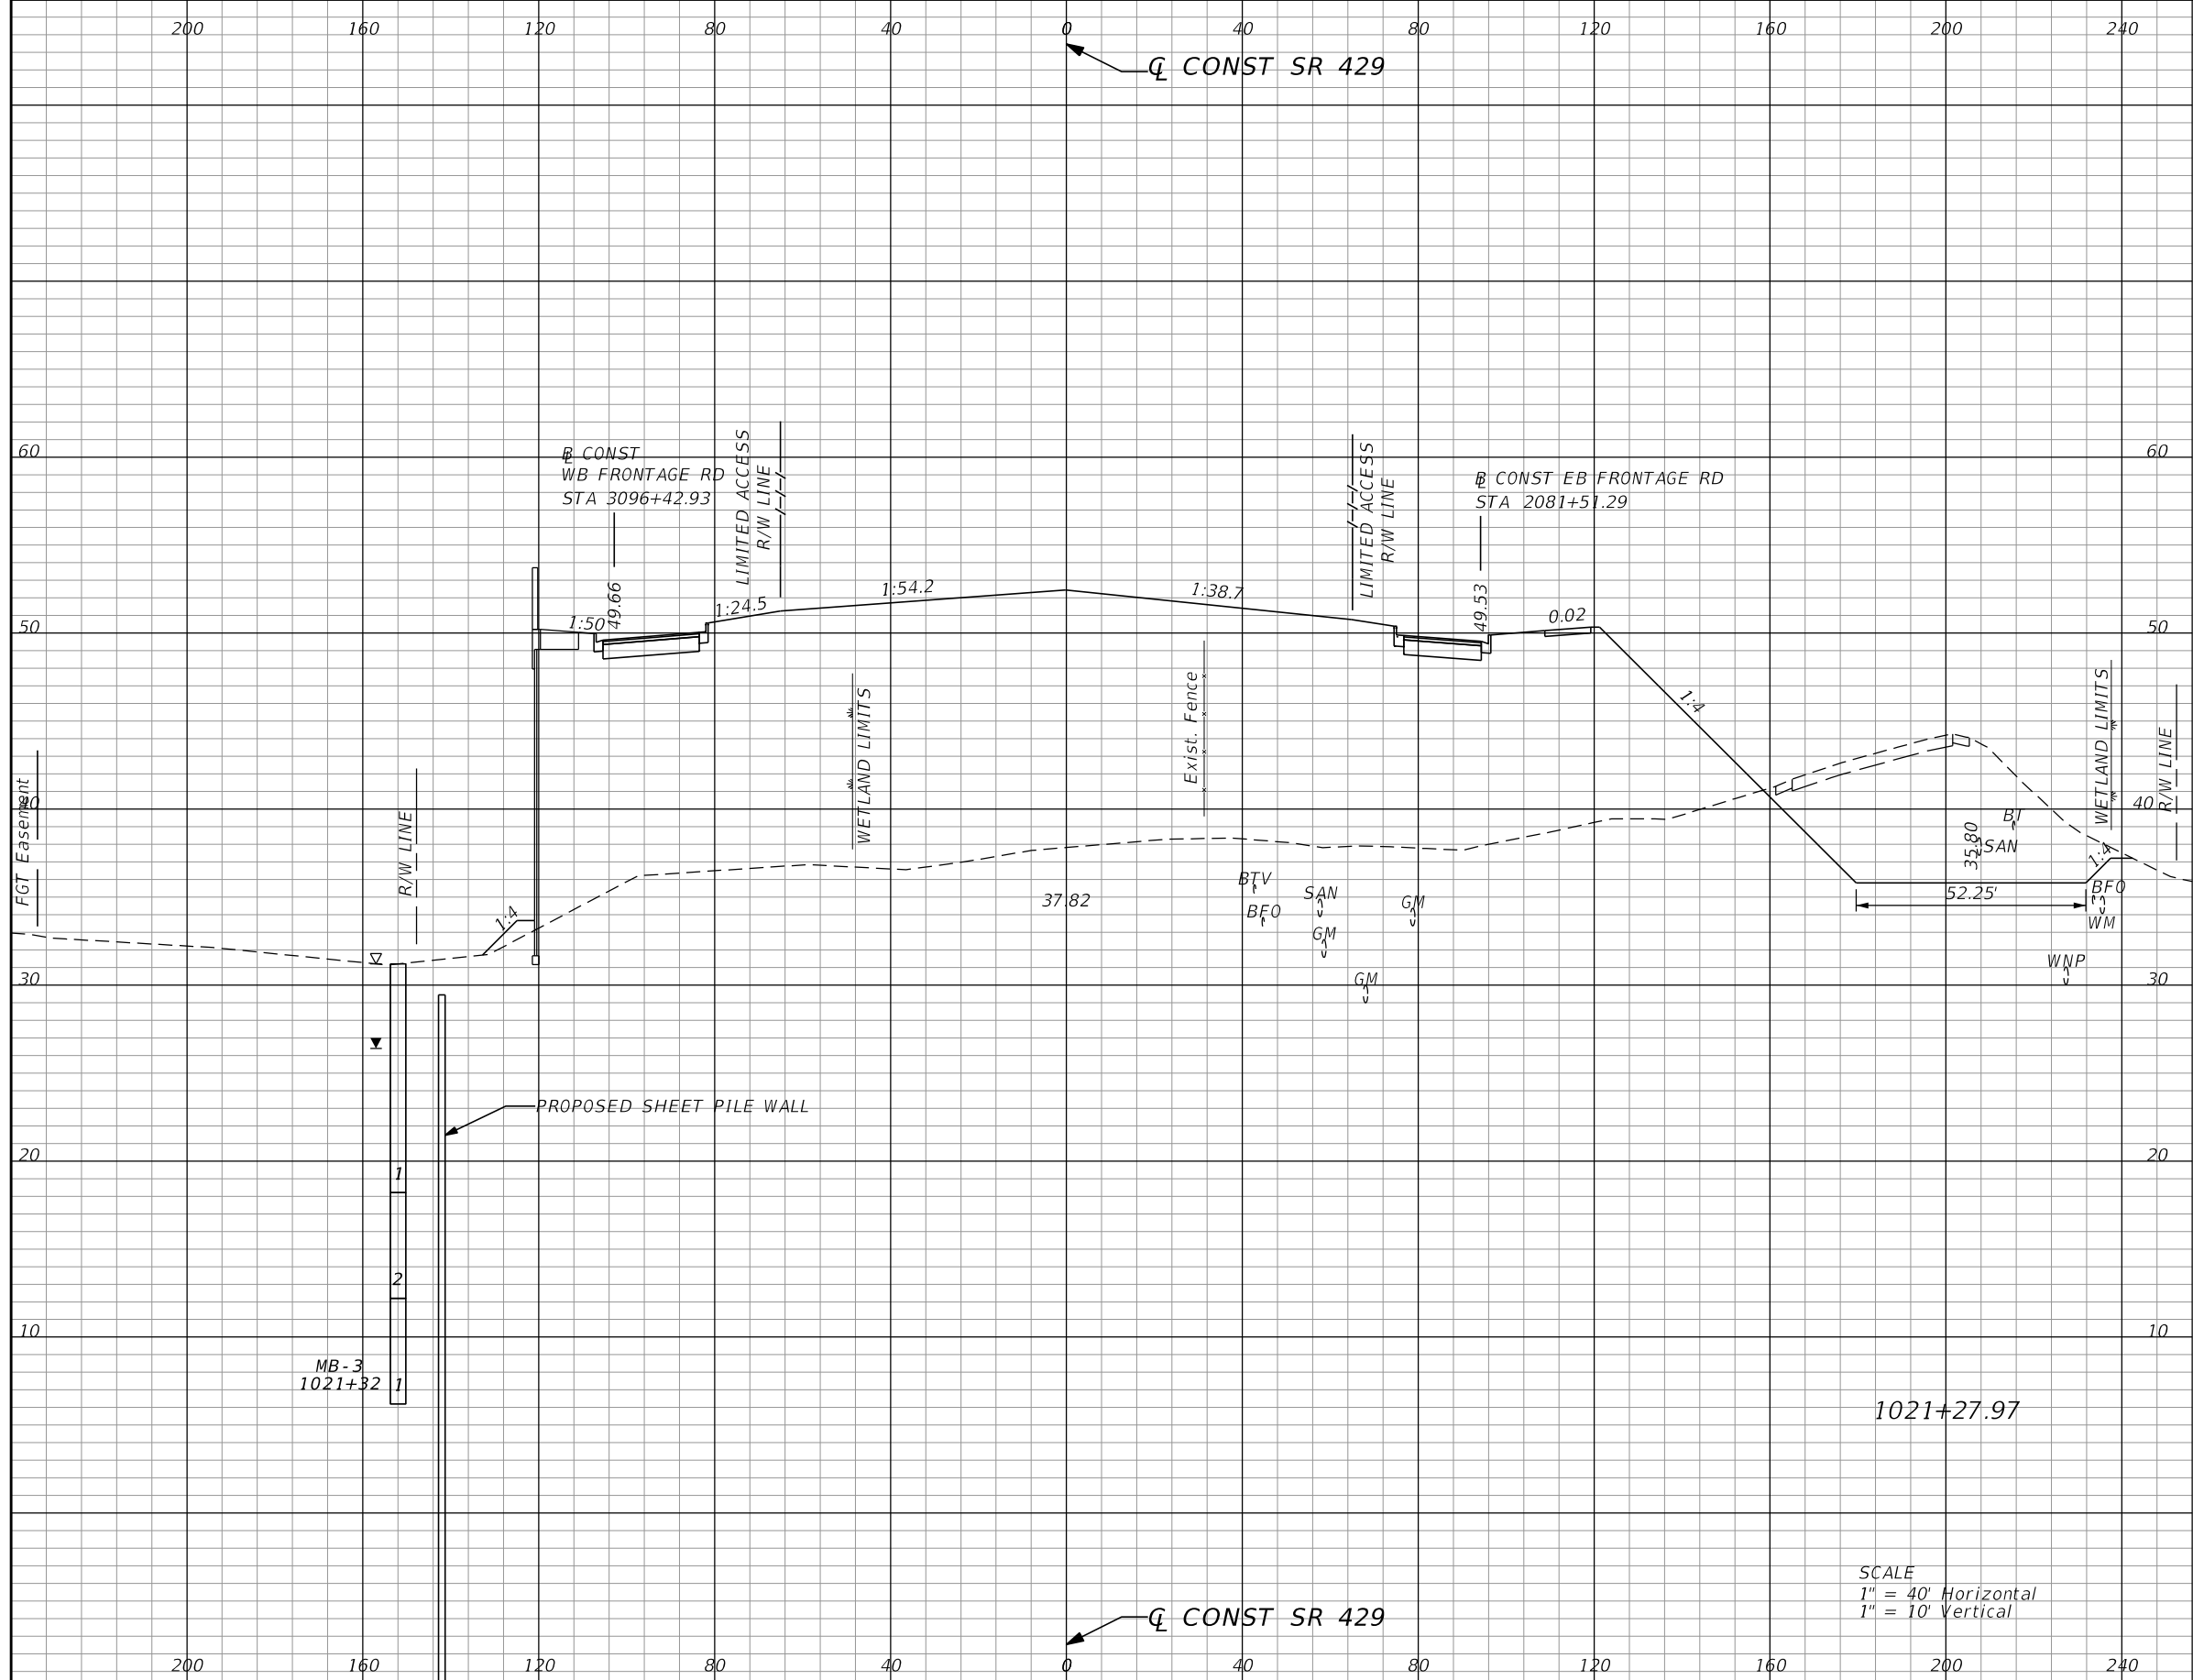 200 160 120 80 40 0 40 80 120 160 200 240
℄ CONST SR 429
60 60
℄ CONST
WB FRONTAGE RD
STA 3096+42.93
LIMITED ACCESS
R/W LINE
LIMITED ACCESS
R/W LINE
CONST EB FRONTAGE RD
STA 2081+51.29
50 50
1:50
49.66
1:24.5
1:54.2
1:38.7
49.53
0.02
1:4
FGT Easement
40 40
R/W LINE
WETLAND LIMITS
Exist. Fence
WETLAND LIMITS
R/W LINE
BT
SAN
35.80
1:4
52.25'
BFO
WM
WNP
1:4
37.82
BTV
BFO
SAN
GM
GM
GM
30 30
PROPOSED SHEET PILE WALL
20 20
1
2
10 10
MB-3
1021+32
1
1021+27.97
SCALE
1" = 40' Horizontal
1" = 10' Vertical
℄ CONST SR 429
200 160 120 80 40 0 40 80 120 160 200 240